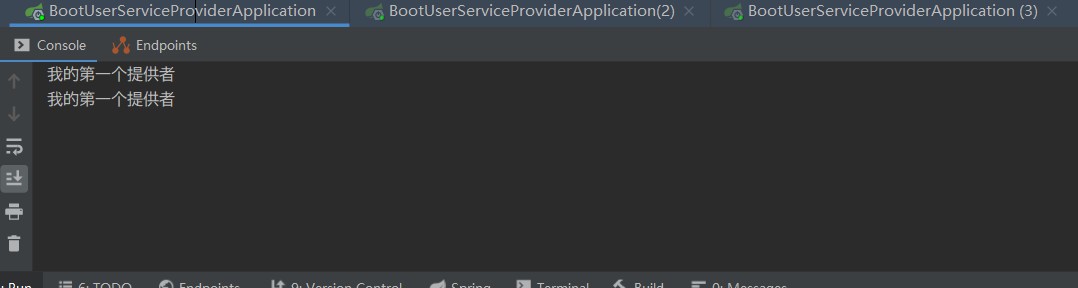 BootUserServiceProviderApplication BootUserServiceProviderApplication(2) BootUserServiceProviderApplication (3)
Console Endpoints
我的第一个提供者
我的第一个提供者
Run 6: TODO Endpoints 9: Version Control Spring Terminal Build 0: Messages